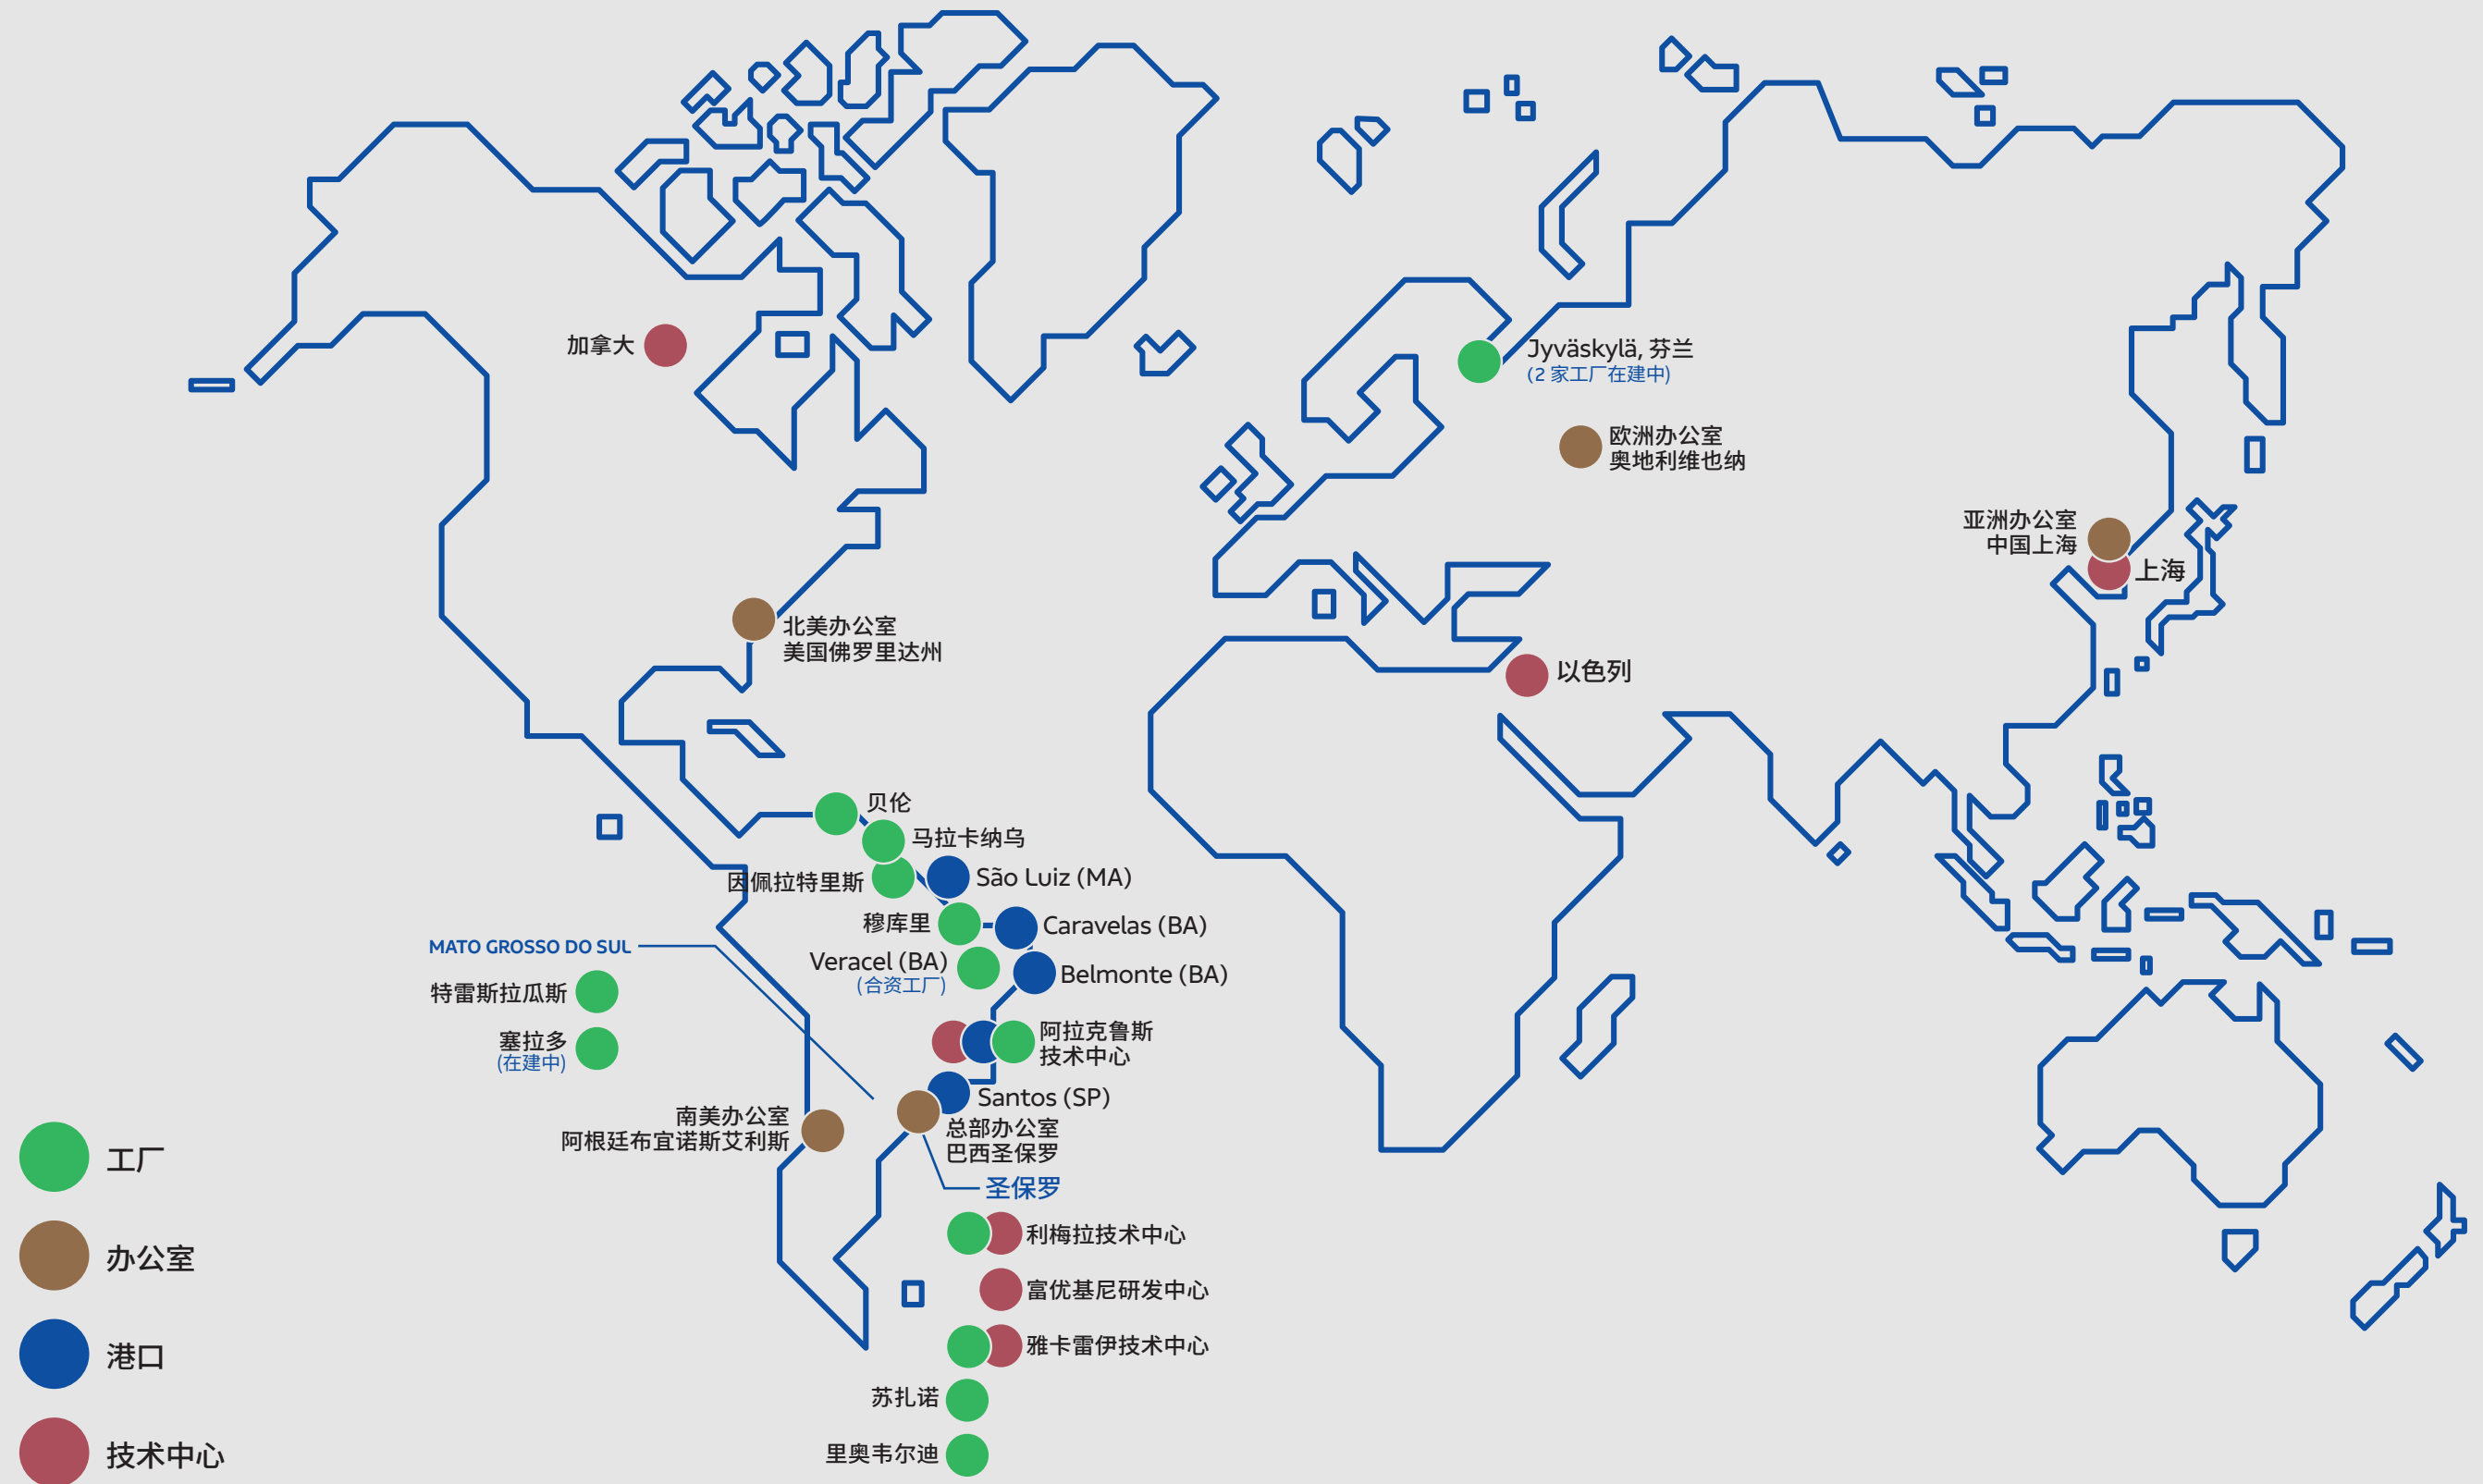 加拿大
Jyväskylä, 芬兰
(2 家工厂在建中)
欧洲办公室
奥地利维也纳
亚洲办公室
中国上海
上海
北美办公室
美国佛罗里达州
以色列
贝伦
马拉卡纳乌
因佩拉特里斯
São Luiz (MA)
穆库里
Caravelas (BA)
MATO GROSSO DO SUL
Veracel (BA)
(合资工厂)
Belmonte (BA)
特雷斯拉瓜斯
塞拉多
(在建中)
阿拉克鲁斯
技术中心
Santos (SP)
南美办公室
阿根廷布宜诺斯艾利斯
总部办公室
巴西圣保罗
圣保罗
利梅拉技术中心
富优基尼研发中心
雅卡雷伊技术中心
苏扎诺
里奥韦尔迪
工厂
办公室
港口
技术中心